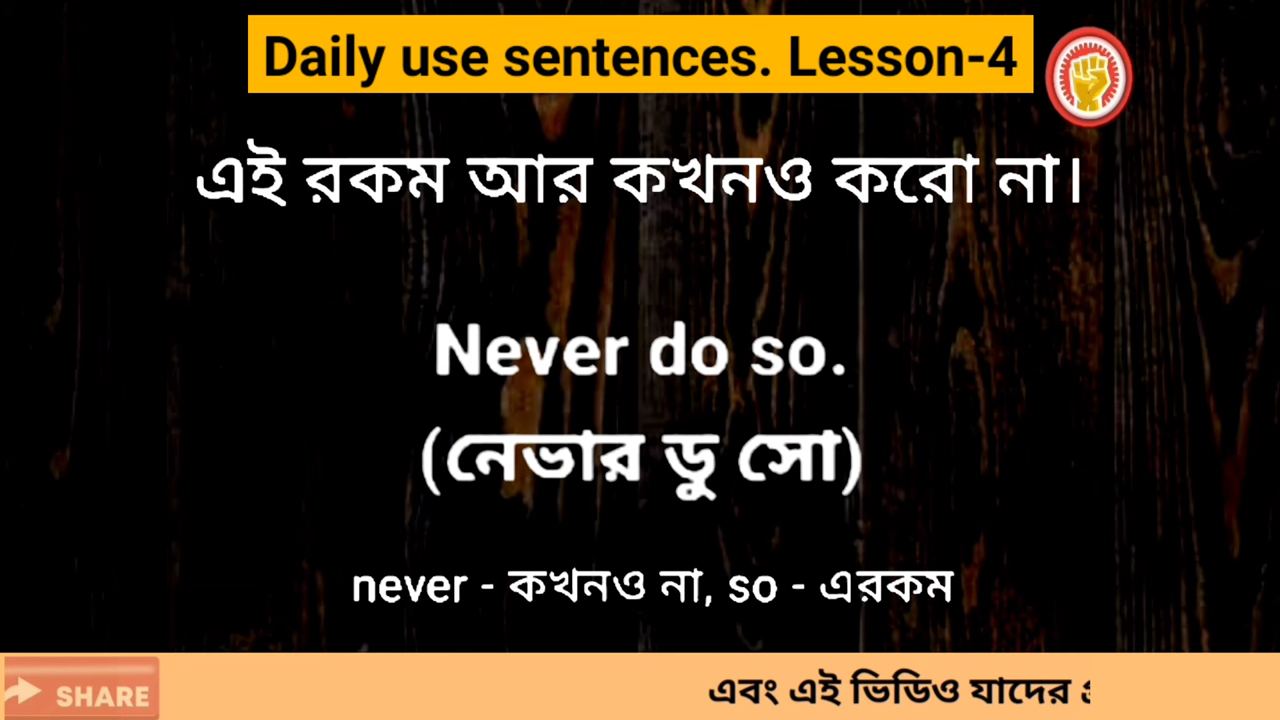 Daily use sentences. Lesson-4
এই রকম আর কখনও করো না।
Never do so.
(নেভার ডু সো)
never - কখনও না, so - এরকম
SHARE
এবং এই ভিডিও যাদের